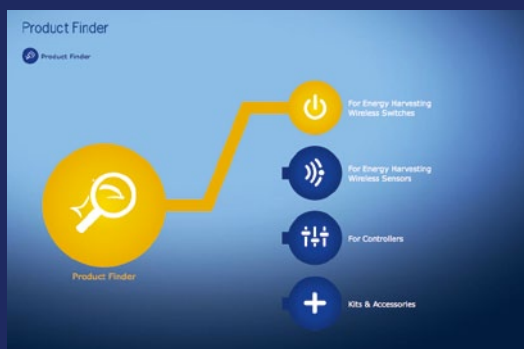 Product Finder
Product Finder
For Energy Harvesting
Wireless Switches
For Energy Harvesting
Wireless Sensors
For Controllers
Product Finder
Kits & Accessories